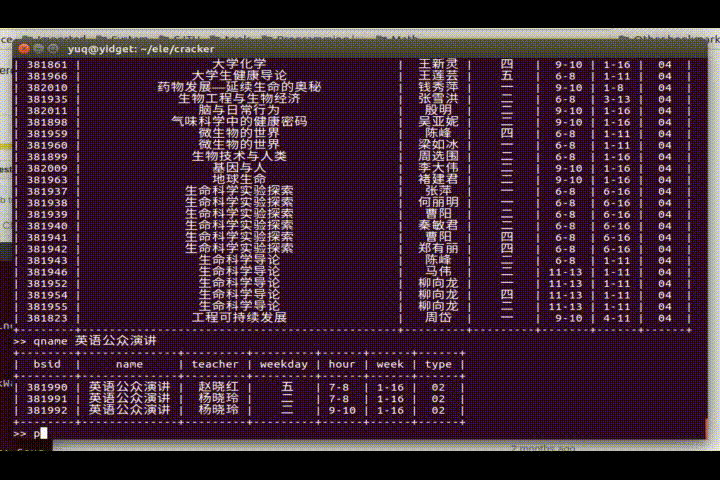 yuq@yidget: ~/ele/cracker
| 381861 | 大学化学 | 王新灵 | 四 | 9-10 | 1-16 | 04 |
| 381966 | 大学生健康导论 | 王莲芸 | 五 | 6-8 | 1-11 | 04 |
| 382010 | 药物发展—延续生命的奥秘 | 钱秀萍 | 一 | 9-10 | 1-8 | 04 |
| 381935 | 生物工程与生物经济 | 张雪洪 | 二 | 6-8 | 3-13 | 04 |
| 382011 | 脑与日常行为 | 殷明 | 二 | 9-10 | 1-16 | 04 |
| 381898 | 气味科学中的健康密码 | 吴亚妮 | 三 | 9-10 | 1-16 | 04 |
| 381959 | 微生物的世界 | 陈峰 | 四 | 6-8 | 1-11 | 04 |
| 381960 | 微生物的世界 | 梁如冰 | 一 | 6-8 | 1-11 | 04 |
| 381899 | 生物技术与人类 | 周选围 | 二 | 6-8 | 1-16 | 04 |
| 382009 | 基因与人 | 李大伟 | 三 | 9-10 | 1-16 | 04 |
| 381963 | 地球生命 | 褚建君 | 二 | 9-10 | 1-16 | 04 |
| 381937 | 生命科学实验探索 | 张萍 | 一 | 6-8 | 6-16 | 04 |
| 381938 | 生命科学实验探索 | 何丽明 | 一 | 6-8 | 6-16 | 04 |
| 381939 | 生命科学实验探索 | 曹阳 | 二 | 6-8 | 6-16 | 04 |
| 381940 | 生命科学实验探索 | 秦敏君 | 二 | 6-8 | 6-16 | 04 |
| 381941 | 生命科学实验探索 | 曹阳 | 四 | 6-8 | 6-16 | 04 |
| 381942 | 生命科学实验探索 | 郑有丽 | 四 | 6-8 | 6-16 | 04 |
| 381943 | 生命科学导论 | 陈峰 | 二 | 6-8 | 1-11 | 04 |
| 381946 | 生命科学导论 | 马伟 | 二 | 11-13 | 1-11 | 04 |
| 381952 | 生命科学导论 | 柳向龙 | 一 | 11-13 | 1-11 | 04 |
| 381954 | 生命科学导论 | 柳向龙 | 四 | 11-13 | 1-11 | 04 |
| 381955 | 生命科学导论 | 柳向龙 | 二 | 11-13 | 1-11 | 04 |
| 381823 | 工程可持续发展 | 周岱 | 一 | 9-10 | 4-11 | 04 |
>> qname 英语公众演讲
| bsid | name | teacher | weekday | hour | week | type |
| 381990 | 英语公众演讲 | 赵晓红 | 五 | 7-8 | 1-16 | 02 |
| 381991 | 英语公众演讲 | 杨晓玲 | 二 | 7-8 | 1-16 | 02 |
| 381992 | 英语公众演讲 | 杨晓玲 | 二 | 9-10 | 1-16 | 02 |
>> p
2 months ago